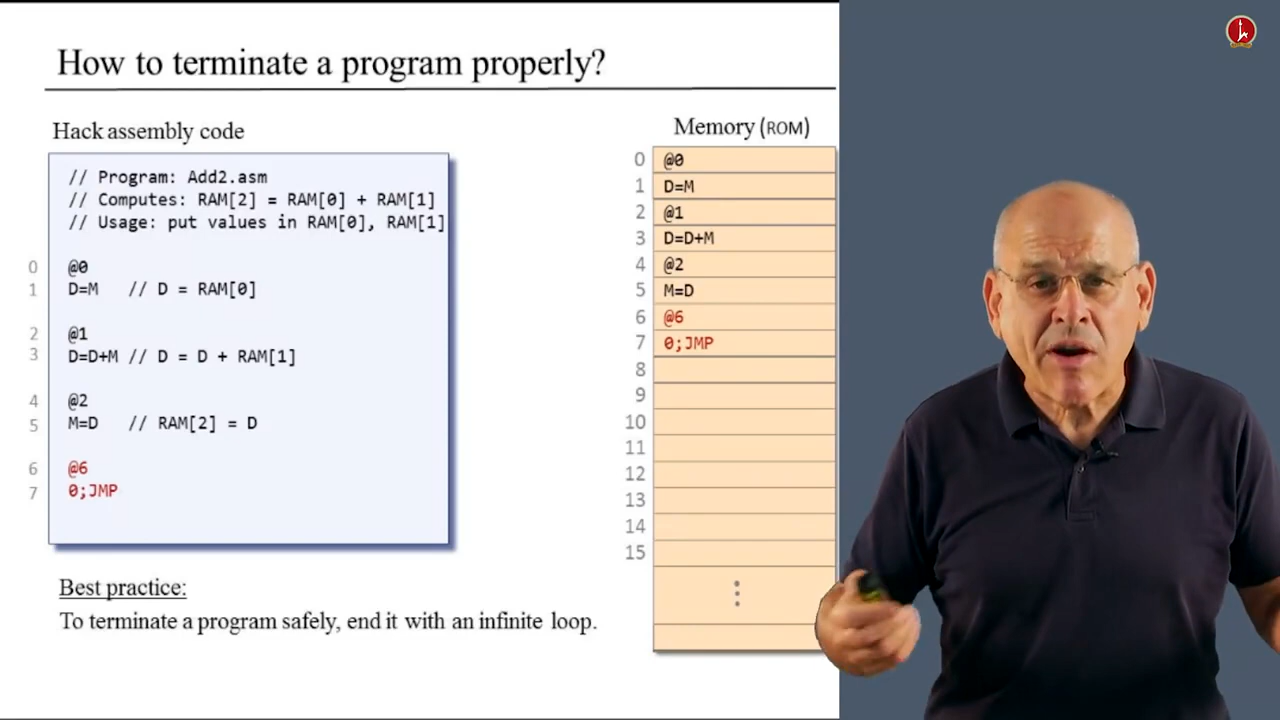 How to terminate a program properly?
Hack assembly code
// Program: Add2.asm
// Computes: RAM[2] = RAM[0] + RAM[1]
// Usage: put values in RAM[0], RAM[1]
0 @0
1 D=M // D = RAM[0]
2 @1
3 D=D+M // D = D + RAM[1]
4 @2
5 M=D // RAM[2] = D
6 @6
7 0;JMP
Best practice:
To terminate a program safely, end it with an infinite loop.
Memory (ROM)
0 @0
1 D=M
2 @1
3 D=D+M
4 @2
5 M=D
6 @6
7 0;JMP
8
9
10
11
12
13
14
15